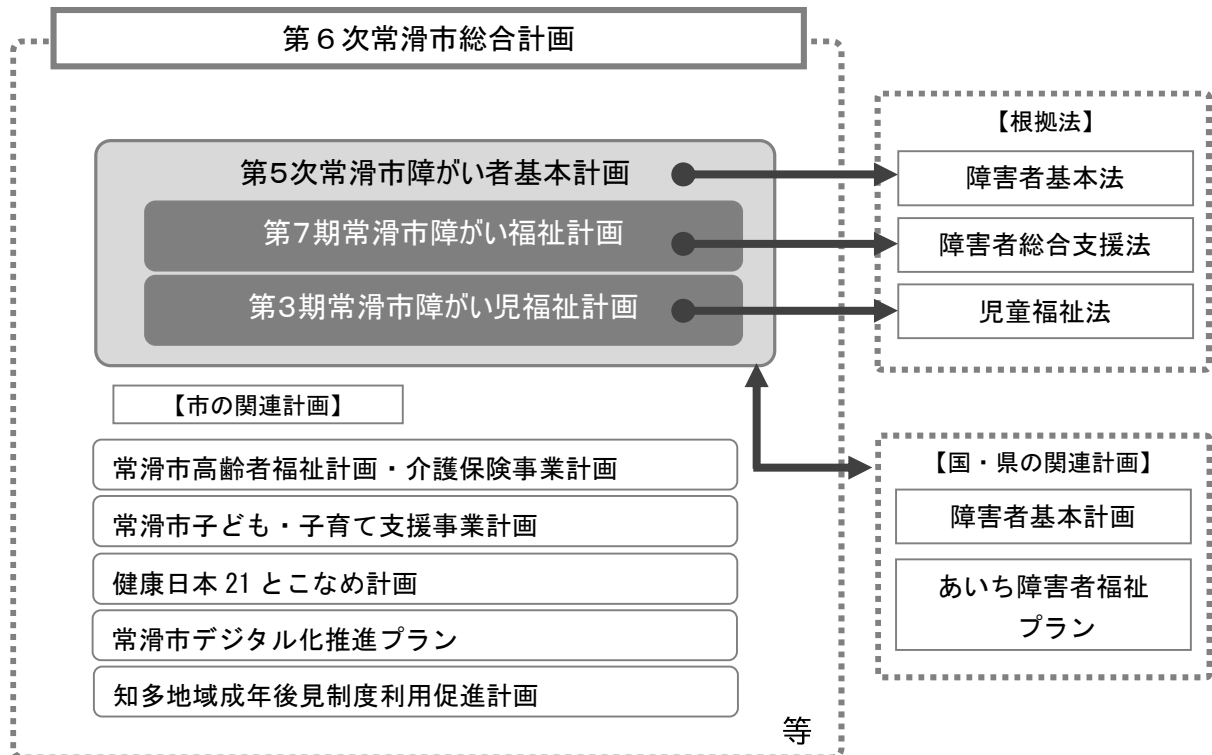 第６次常滑市総合計画
第5次常滑市障がい者基本計画
第7期常滑市障がい福祉計画
第3期常滑市障がい児福祉計画
【市の関連計画】
常滑市高齢者福祉計画・介護保険事業計画
常滑市子ども・子育て支援事業計画
健康日本 21 とこなめ計画
常滑市デジタル化推進プラン
知多地域成年後見制度利用促進計画
等
【根拠法】
障害者基本法
障害者総合支援法
児童福祉法
【国・県の関連計画】
障害者基本計画
あいち障害者福祉
プラン